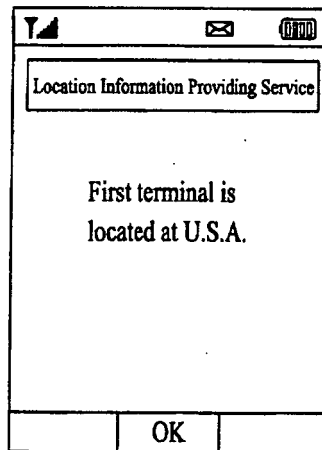 Location Information Providing Service
First terminal is
located at U.S.A.
OK